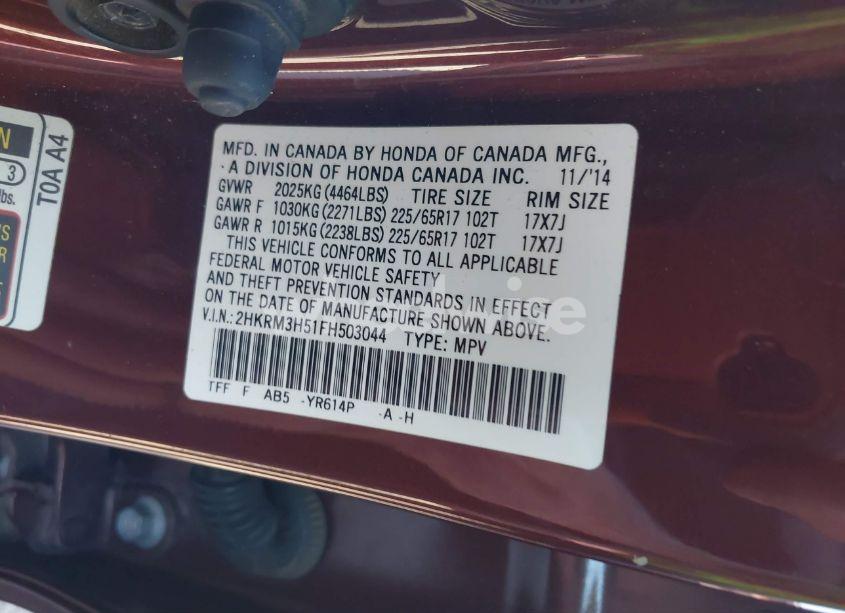 MFD. IN CANADA BY HONDA OF CANADA MFG.,
·A DIVISION OF HONDA CANADA INC. 11/'14
GVWR 2025KG(4464LBS) TIRE SIZE RIM SIZE
GAWR F 1030KG(2271LBS) 225/65R17 102T 17X7J
GAWR R 1015KG(2238LBS) 225/65R17 102T 17X7J
THIS VEHICLE CONFORMS TO ALL APPLICABLE
FEDERAL MOTOR VEHICLE SAFETY
AND THEFT PREVENTION STANDARDS IN EFFECT
ON THE DATE OF MANUFACTURE SHOWN ABOVE.
V.I.N.:2HKRM3H51FH503044 TYPE: MPV
TFF F AB5 -YR614P -A -H
T0A A4
N
3
lbs.
'S
R